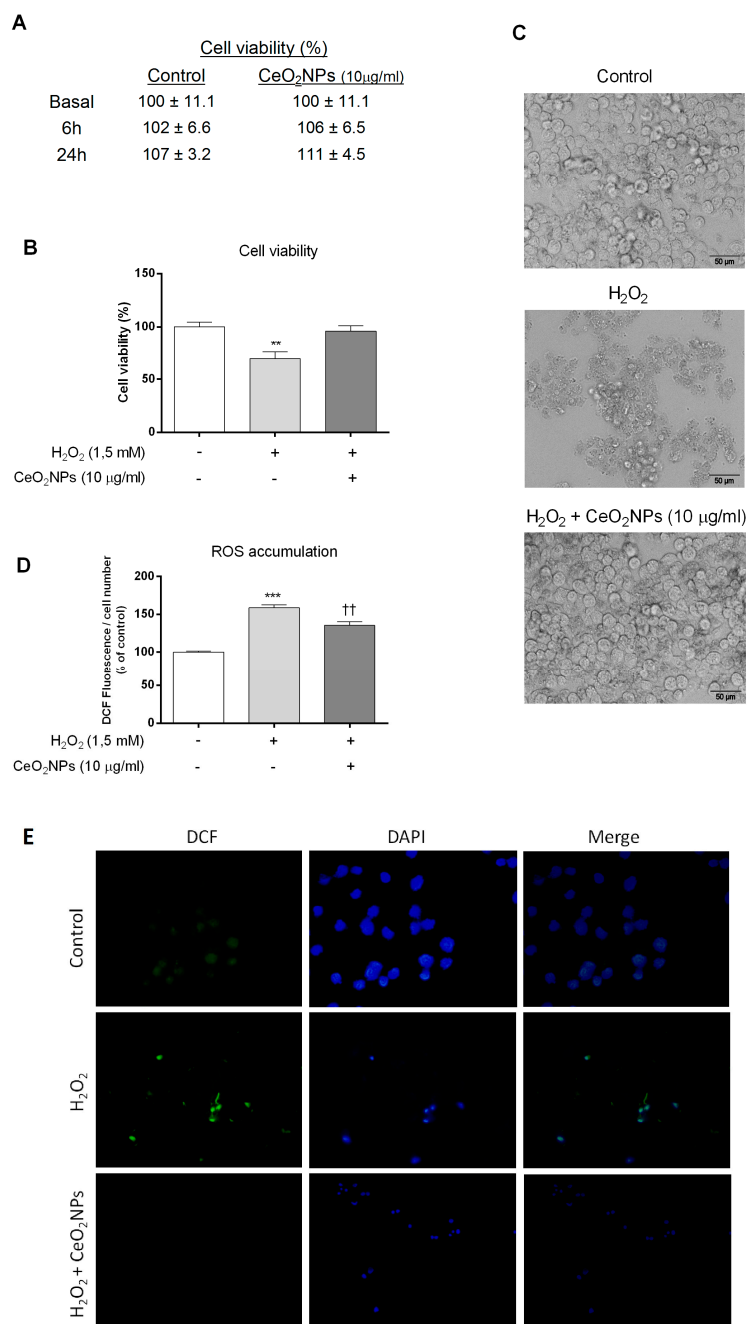 A
Cell viability (%)
Control CeO2NPs (10µg/ml)
Basal 100 ± 11.1 100 ± 11.1
6h 102 ± 6.6 106 ± 6.5
24h 107 ± 3.2 111 ± 4.5
B
Cell viability
Cell viability (%)
150
100
50
0
**
H2O2 (1,5 mM) - + +
CeO2NPs (10 µg/ml) - - +
C
Control
50 µm
H2O2
50 µm
H2O2 + CeO2NPs (10 µg/ml)
50 µm
D
ROS accumulation
DCF Fluorescence / cell number
(% of control)
200
150
100
50
0
***
††
H2O2 (1,5 mM) - + +
CeO2NPs (10 µg/ml) - - +
E
DCF DAPI Merge
Control
H2O2
H2O2 + CeO2NPs